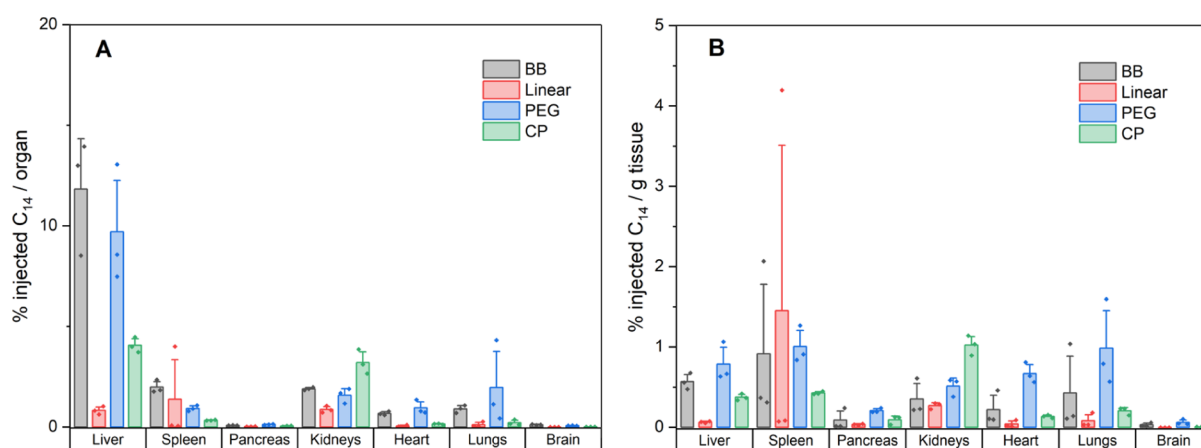 A
% injected C₁₄ / organ
20
10
0
BB
Linear
PEG
CP
Liver Spleen Pancreas Kidneys Heart Lungs Brain
B
% injected C₁₄ / g tissue
5
4
3
2
1
0
BB
Linear
PEG
CP
Liver Spleen Pancreas Kidneys Heart Lungs Brain